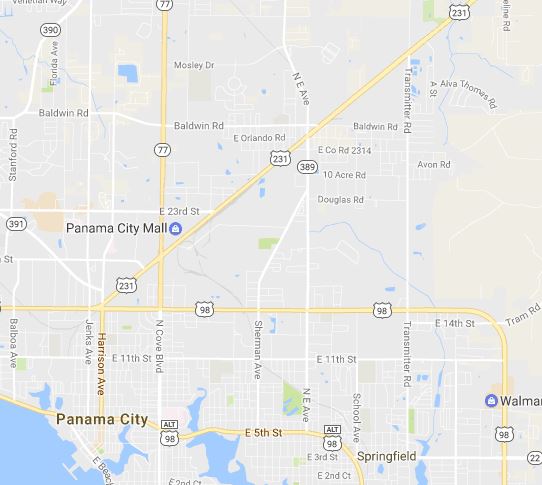 Venetian Way
77
231
eline Rd
390
Florida Ave
Mosley Dr
N E Ave
Transmitter Rd
A St
Alva Thomas Rd
Baldwin Rd
Baldwin Rd
Baldwin Rd
E Orlando Rd
Stanford Rd
77
231
389
E Co Rd 2314
Avon Rd
10 Acre Rd
Douglas Rd
E 23rd St
391
Panama City Mall
h St
231
98
98
E 14th St
Tram Rd
Balboa Ave
Jenks Ave
Harrison Ave
N Cove Blvd
Sherman Ave
Transmitter Rd
E 11th St
E 11th St
N E Ave
School Ave
Walmar
Panama City
ALT
98
E 5th St
ALT
98
98
E Beach
E 3rd St
Springfield
22
E 2nd Ct
E 2nd Ct